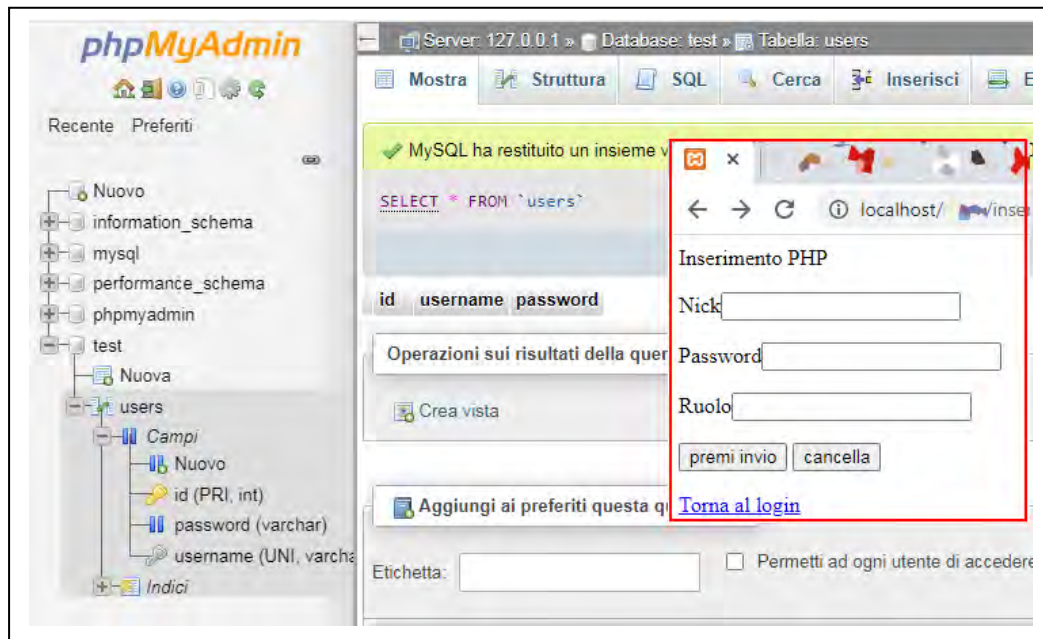 phpMyAdmin
Recente Preferiti
Nuovo
information_schema
mysql
performance_schema
phpmyadmin
test
Nuova
users
Campi
Nuovo
id (PRI, int)
password (varchar)
username (UNI, varcha
Indici
Server: 127.0.0.1 » Database: test » Tabella: users
Mostra Struttura SQL Cerca Inserisci E
MySQL ha restituito un insieme v
SELECT * FROM `users`
id username password
Operazioni sui risultati della quer
Crea vista
Aggiungi ai preferiti questa q
Etichetta:
Permetti ad ogni utente di accedere
localhost/ /inse
Inserimento PHP
Nick
Password
Ruolo
premi invio cancella
Torna al login